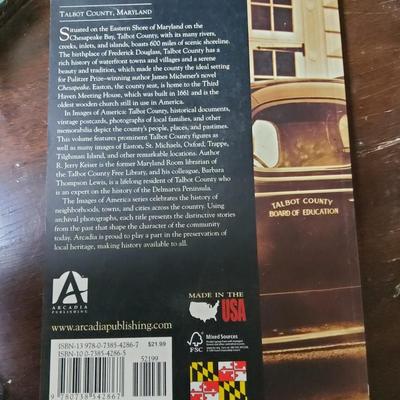 TALBOT COUNTY, MARYLAND
Situated on the Eastern Shore of Maryland on the
Chesapeake Bay, Talbot County, with its many rivers,
creeks, inlets, and islands, boasts 600 miles of scenic shoreline.
The birthplace of Frederick Douglass, Talbot County has a
rich history of waterfront towns and villages and a serene
beauty and tradition, which made the county the ideal setting
for Pulitzer Prize–winning author James Michener's novel
Chesapeake. Easton, the county seat, is home to the Third
Haven Meeting House, which was built in 1661 and is the
oldest wooden church still in use in America.
In Images of America: Talbot County, historical documents,
vintage postcards, photographs of local families, and other
memorabilia depict the county's people, places, and pastimes.
This volume features prominent Talbot County figures as
well as many images of Easton, St. Michaels, Oxford, Trappe,
Tilghman Island, and other remarkable locations. Author
R. Jerry Keiser is the former Maryland Room librarian of
the Talbot County Free Library, and his colleague, Barbara
Thompson Lewis, is a lifelong resident of Talbot County who
is an expert on the history of the Delmarva Peninsula.
The Images of America series celebrates the history of
neighborhoods, towns, and cities across the country. Using
archival photographs, each title presents the distinctive stories
from the past that shape the character of the community
today. Arcadia is proud to play a part in the preservation of
local heritage, making history available to all.
TALBOT COUNTY
BOARD OF EDUCATION
A
ARCADIA
PUBLISHING
MADE IN THE
USA
www.arcadiapublishing.com
ISBN-13 978-0-7385-4286-7 $21.99
ISBN-10 0-7385-4286-5
52199
9 780738 542867
FSC
Mixed Sources